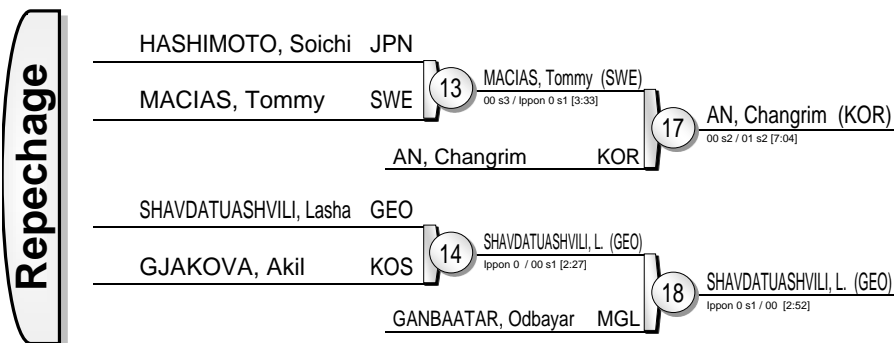 Repechage
HASHIMOTO, Soichi JPN
MACIAS, Tommy SWE
13
MACIAS, Tommy (SWE)
00 s3 / Ippon 0 s1 [3:33]
AN, Changrim KOR
17
AN, Changrim (KOR)
00 s2 / 01 s2 [7:04]
SHAVDATUASHVILI, Lasha GEO
GJAKOVA, Akil KOS
14
SHAVDATUASHVILI, L. (GEO)
Ippon 0 / 00 s1 [2:27]
GANBAATAR, Odbayar MGL
18
SHAVDATUASHVILI, L. (GEO)
Ippon 0 s1 / 00 [2:52]